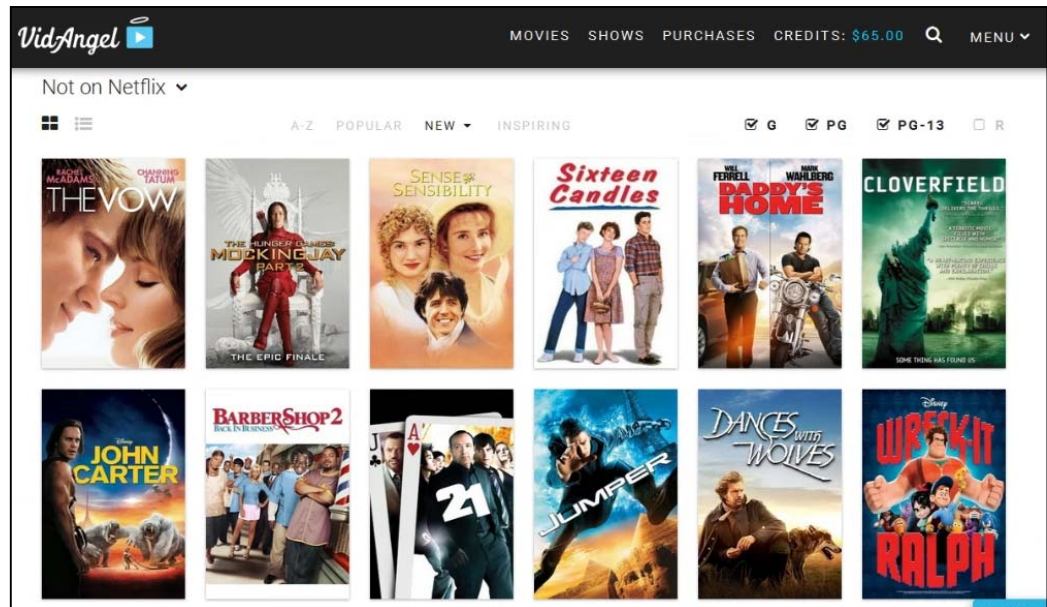 VidAngel
MOVIES SHOWS PURCHASES CREDITS: $65.00 MENU
Not on Netflix
A-Z POPULAR NEW INSPIRING G PG PG-13 R
RACHEL McADAMS CHANNING TATUM
THE VOW
THE HUNGER GAMES
MOCKINGJAY
PART 2
THE EPIC FINALE
SENSE AND
SENSIBILITY
Sixteen
Candles
WILL FERRELL MARK WAHLBERG
DADDY'S
HOME
CLOVERFIELD
SOME THING HAS FOUND US
Disney
JOHN
CARTER
BARBERSHOP 2
BACK IN BUSINESS
J A
21
JUMPER
DANCES WITH
WOLVES
Disney
WRECK-IT
RALPH